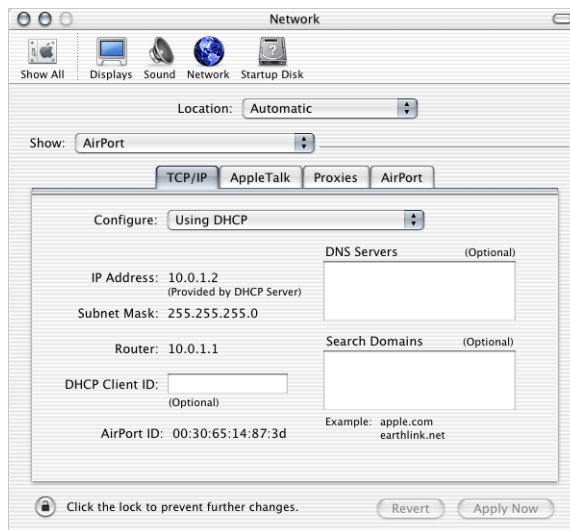 Network
Show All Displays Sound Network Startup Disk
Location: Automatic
Show: AirPort
TCP/IP AppleTalk Proxies AirPort
Configure: Using DHCP
DNS Servers (Optional)
IP Address: 10.0.1.2
(Provided by DHCP Server)
Subnet Mask: 255.255.255.0
Router: 10.0.1.1
Search Domains (Optional)
DHCP Client ID:
(Optional)
AirPort ID: 00:30:65:14:87:3d
Example: apple.com
earthlink.net
Click the lock to prevent further changes.
Revert Apply Now